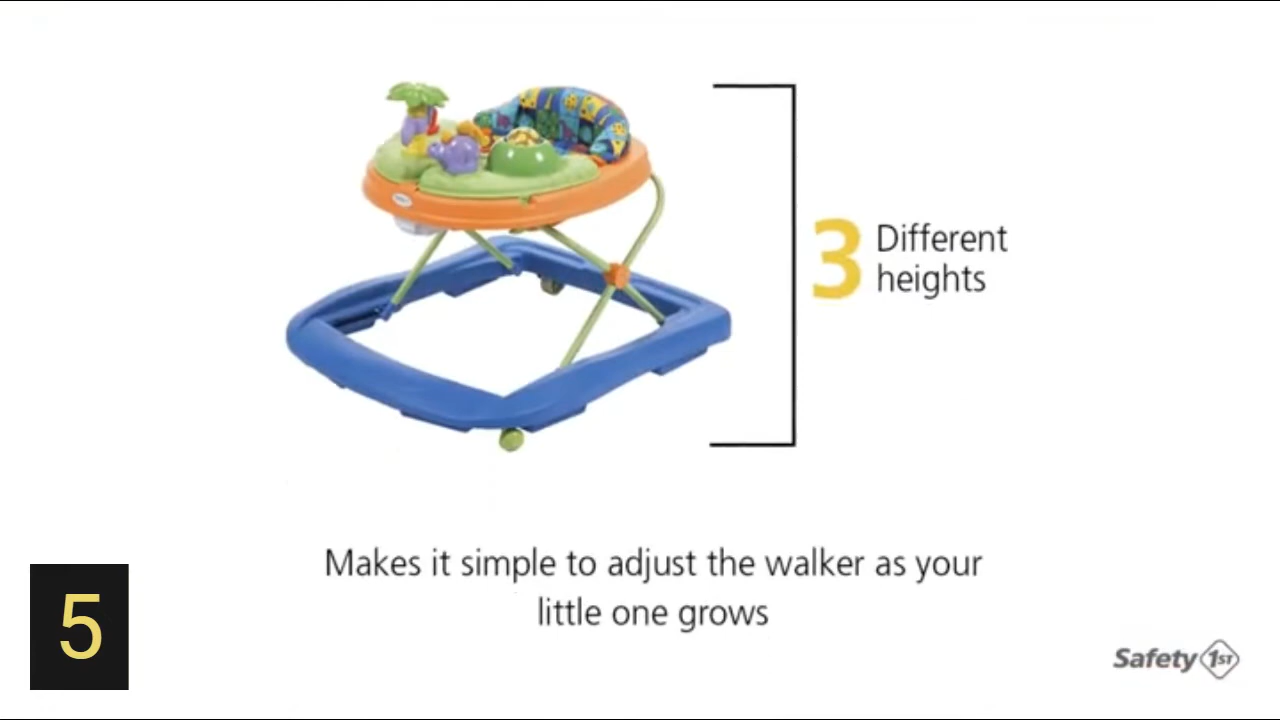 3 Different
heights
Makes it simple to adjust the walker as your
little one grows
5
Safety 1ST